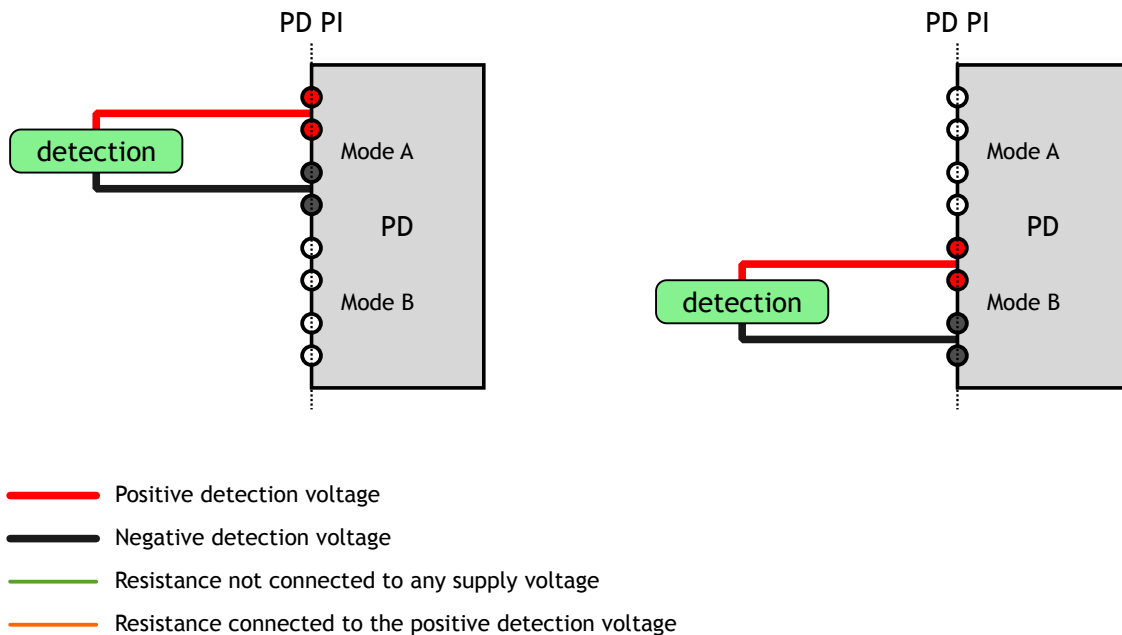 PD PI
PD PI
detection
Mode A
PD
Mode B
Mode A
PD
detection
Mode B
Positive detection voltage
Negative detection voltage
Resistance not connected to any supply voltage
Resistance connected to the positive detection voltage